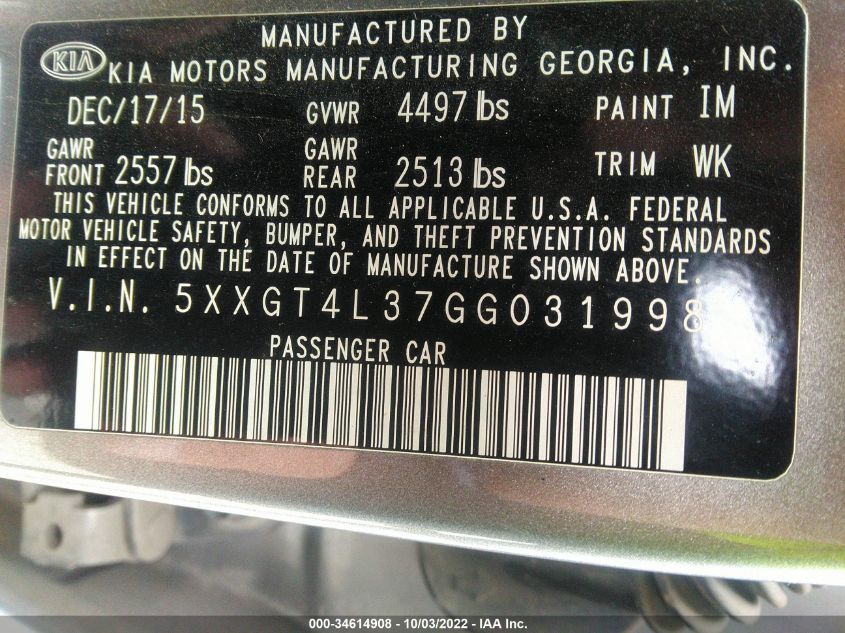 MANUFACTURED BY
KIA KIA MOTORS MANUFACTURING GEORGIA, INC.
DEC/17/15 GVWR 4497 lbs PAINT IM
GAWR FRONT 2557 lbs GAWR REAR 2513 lbs TRIM WK
THIS VEHICLE CONFORMS TO ALL APPLICABLE U.S.A. FEDERAL
MOTOR VEHICLE SAFETY, BUMPER, AND THEFT PREVENTION STANDARDS
IN EFFECT ON THE DATE OF MANUFACTURE SHOWN ABOVE.
V.I.N. 5XXGT4L37GG031998
PASSENGER CAR
000-34614908 - 10/03/2022 - IAA Inc.